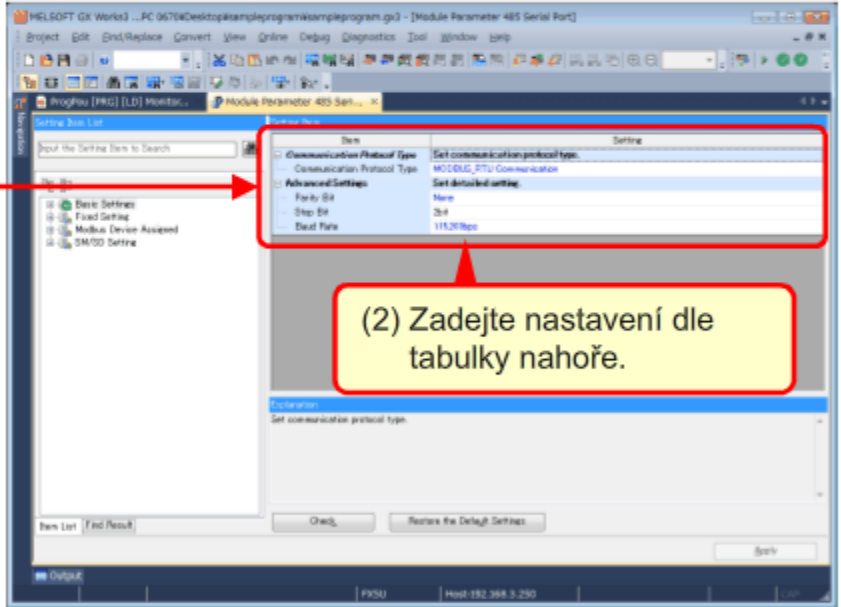 MELSOFT GX Works3 ...PC 0670#Desktop#sampleprogram#sampleprogram.gx3 - [Module Parameter 485 Serial Port]
Project Edit Find/Replace Convert View Online Debug Diagnostics Tool Window Help
ProgPou [PRG] [LD] Monitor... Module Parameter 485 Seri...
Navigation
Setting Item List
Setting Item
Input the Setting Item to Search
Item Setting
Communication Protocol Type Set communication protocol type.
Communication Protocol Type MODBUS_RTU Communication
Advanced Settings Set detailed setting.
Parity Bit None
Stop Bit 2bit
Baud Rate 115,200bps
Basic Settings
Fixed Setting
Modbus Device Assigned
SM/SD Setting
(2) Zadejte nastavení dle
tabulky nahoře.
Explanation
Set communication protocol type.
Item List Find Result
Check Restore the Default Settings
Apply
Output
FX5U Host-192.168.3.250 CAP